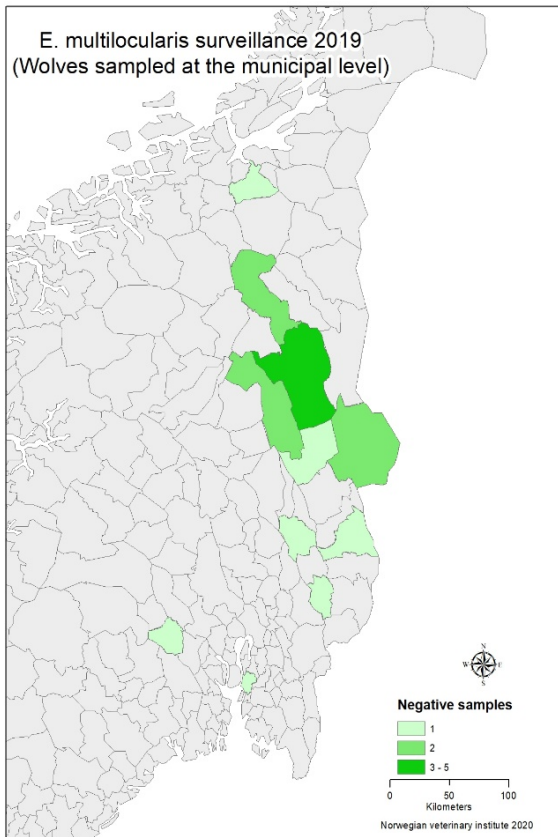 E. multilocularis surveillance 2019
(Wolves sampled at the municipal level)
N
W E
S
Negative samples
1
2
3 - 5
0 50 100
Kilometers
Norwegian veterinary institute 2020